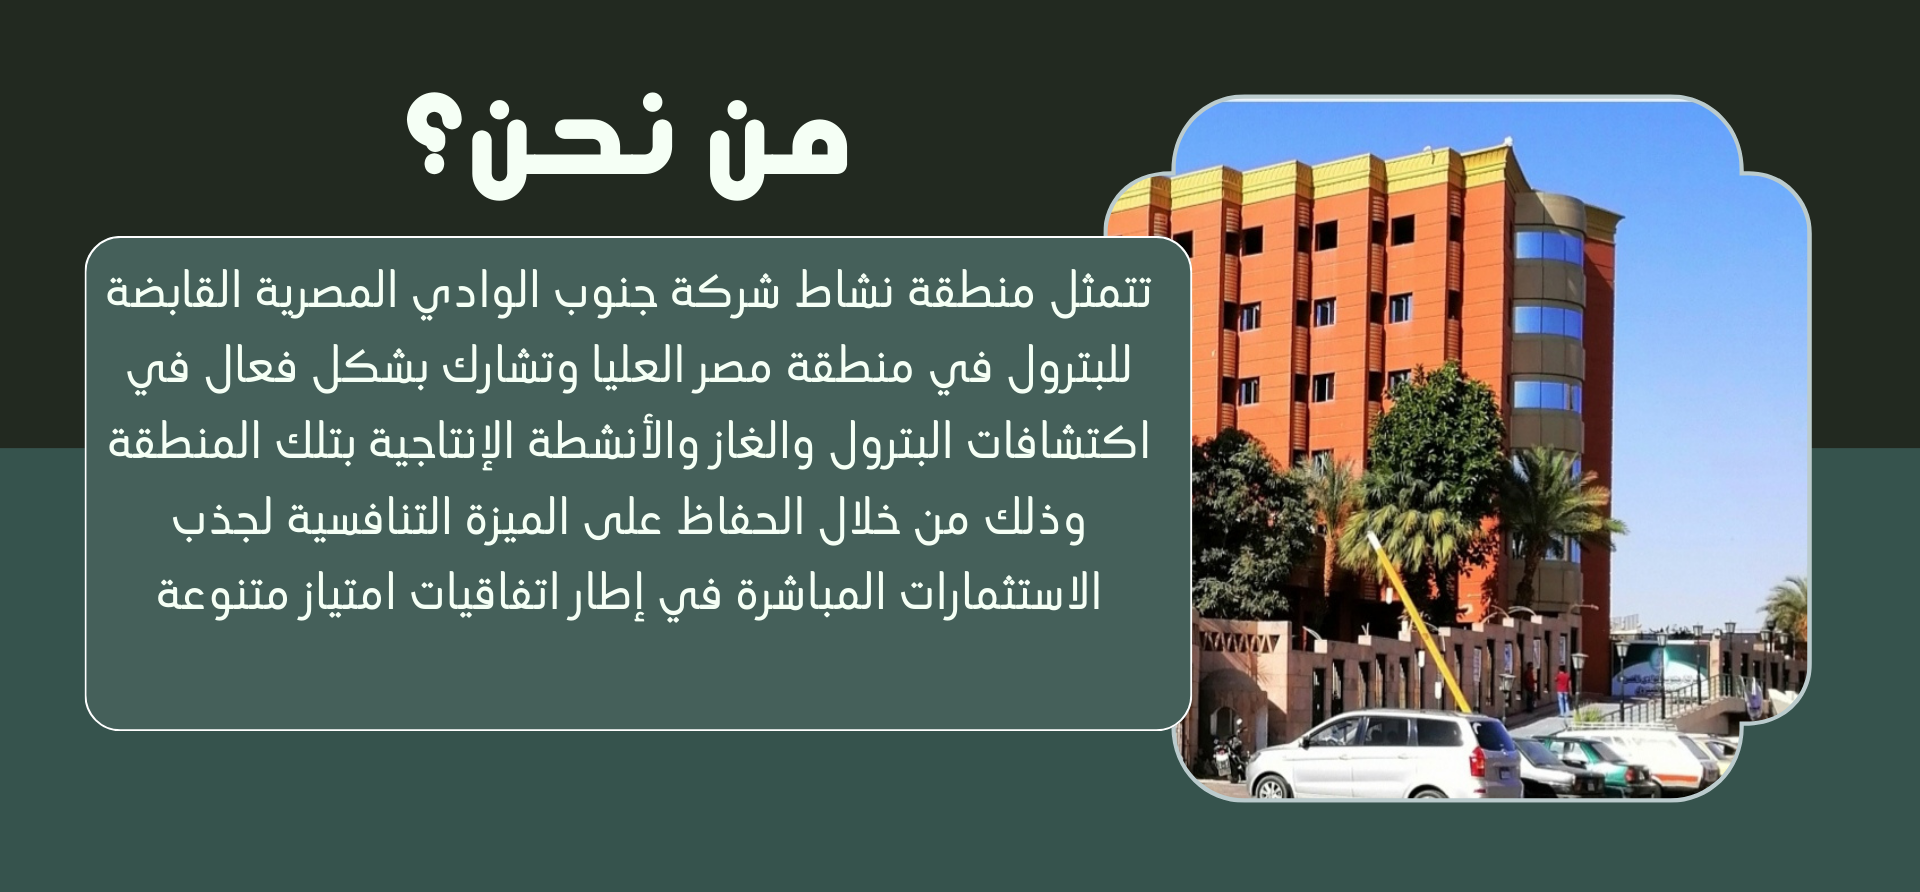 من نحن؟
تتمثل منطقة نشاط شركة جنوب الوادي المصرية القابضة
للبترول في منطقة مصر العليا وتشارك بشكل فعال في
اكتشافات البترول والغاز والأنشطة الإنتاجية بتلك المنطقة
وذلك من خلال الحفاظ على الميزة التنافسية لجذب
الاستثمارات المباشرة في إطار اتفاقيات امتياز متنوعة